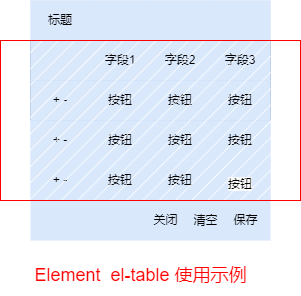 标题
字段1 字段2 字段3
+ - 按钮 按钮 按钮
+ - 按钮 按钮 按钮
+ - 按钮 按钮 按钮
关闭 清空 保存
Element el-table 使用示例